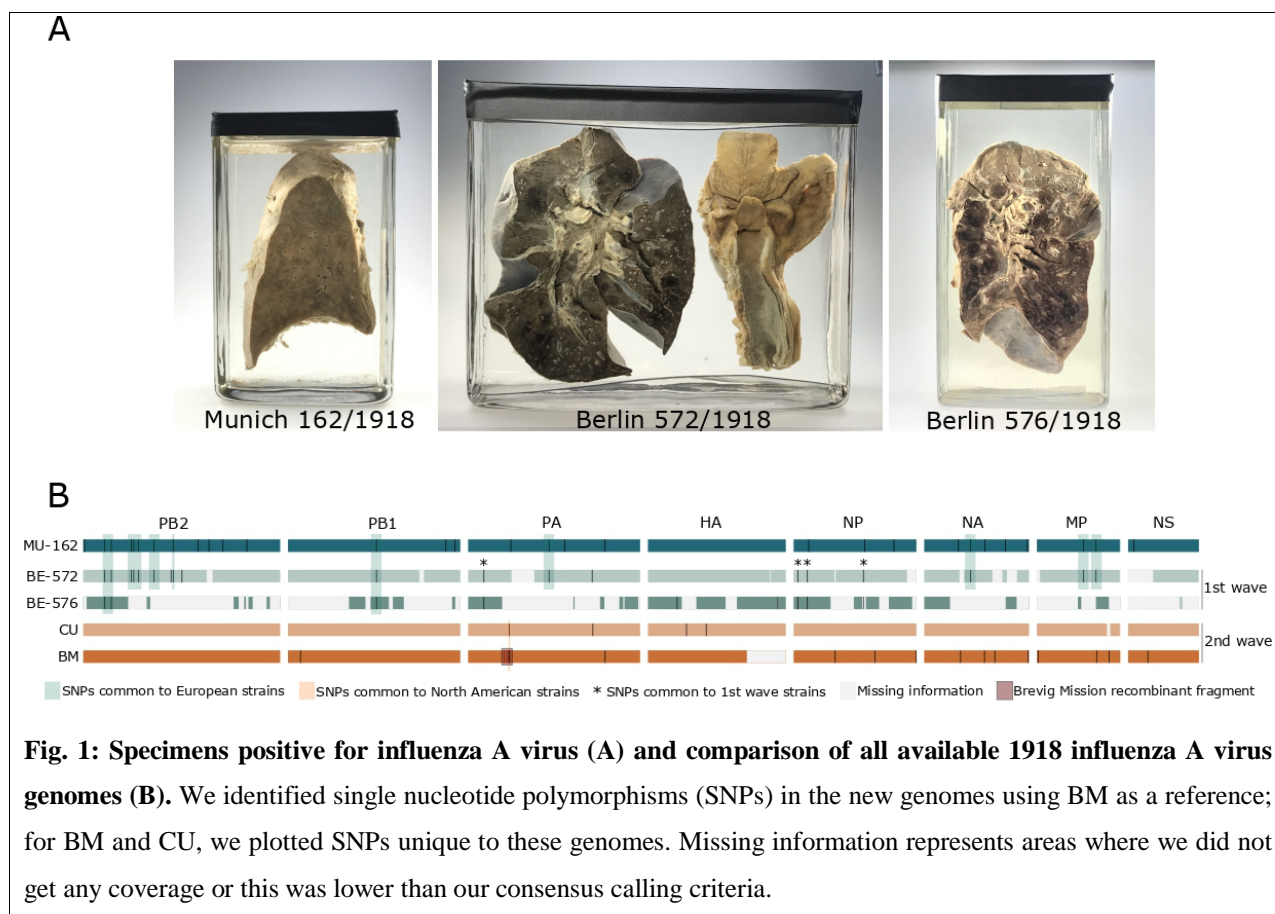 A
Munich 162/1918
Berlin 572/1918
Berlin 576/1918
B
PB2 PB1 PA HA NP NA MP NS
MU-162
* ** *
BE-572
1st wave
BE-576
CU
2nd wave
BM
SNPs common to European strains SNPs common to North American strains * SNPs common to 1st wave strains Missing information Brevig Mission recombinant fragment
Fig. 1: Specimens positive for influenza A virus (A) and comparison of all available 1918 influenza A virus
genomes (B). We identified single nucleotide polymorphisms (SNPs) in the new genomes using BM as a reference;
for BM and CU, we plotted SNPs unique to these genomes. Missing information represents areas where we did not
get any coverage or this was lower than our consensus calling criteria.